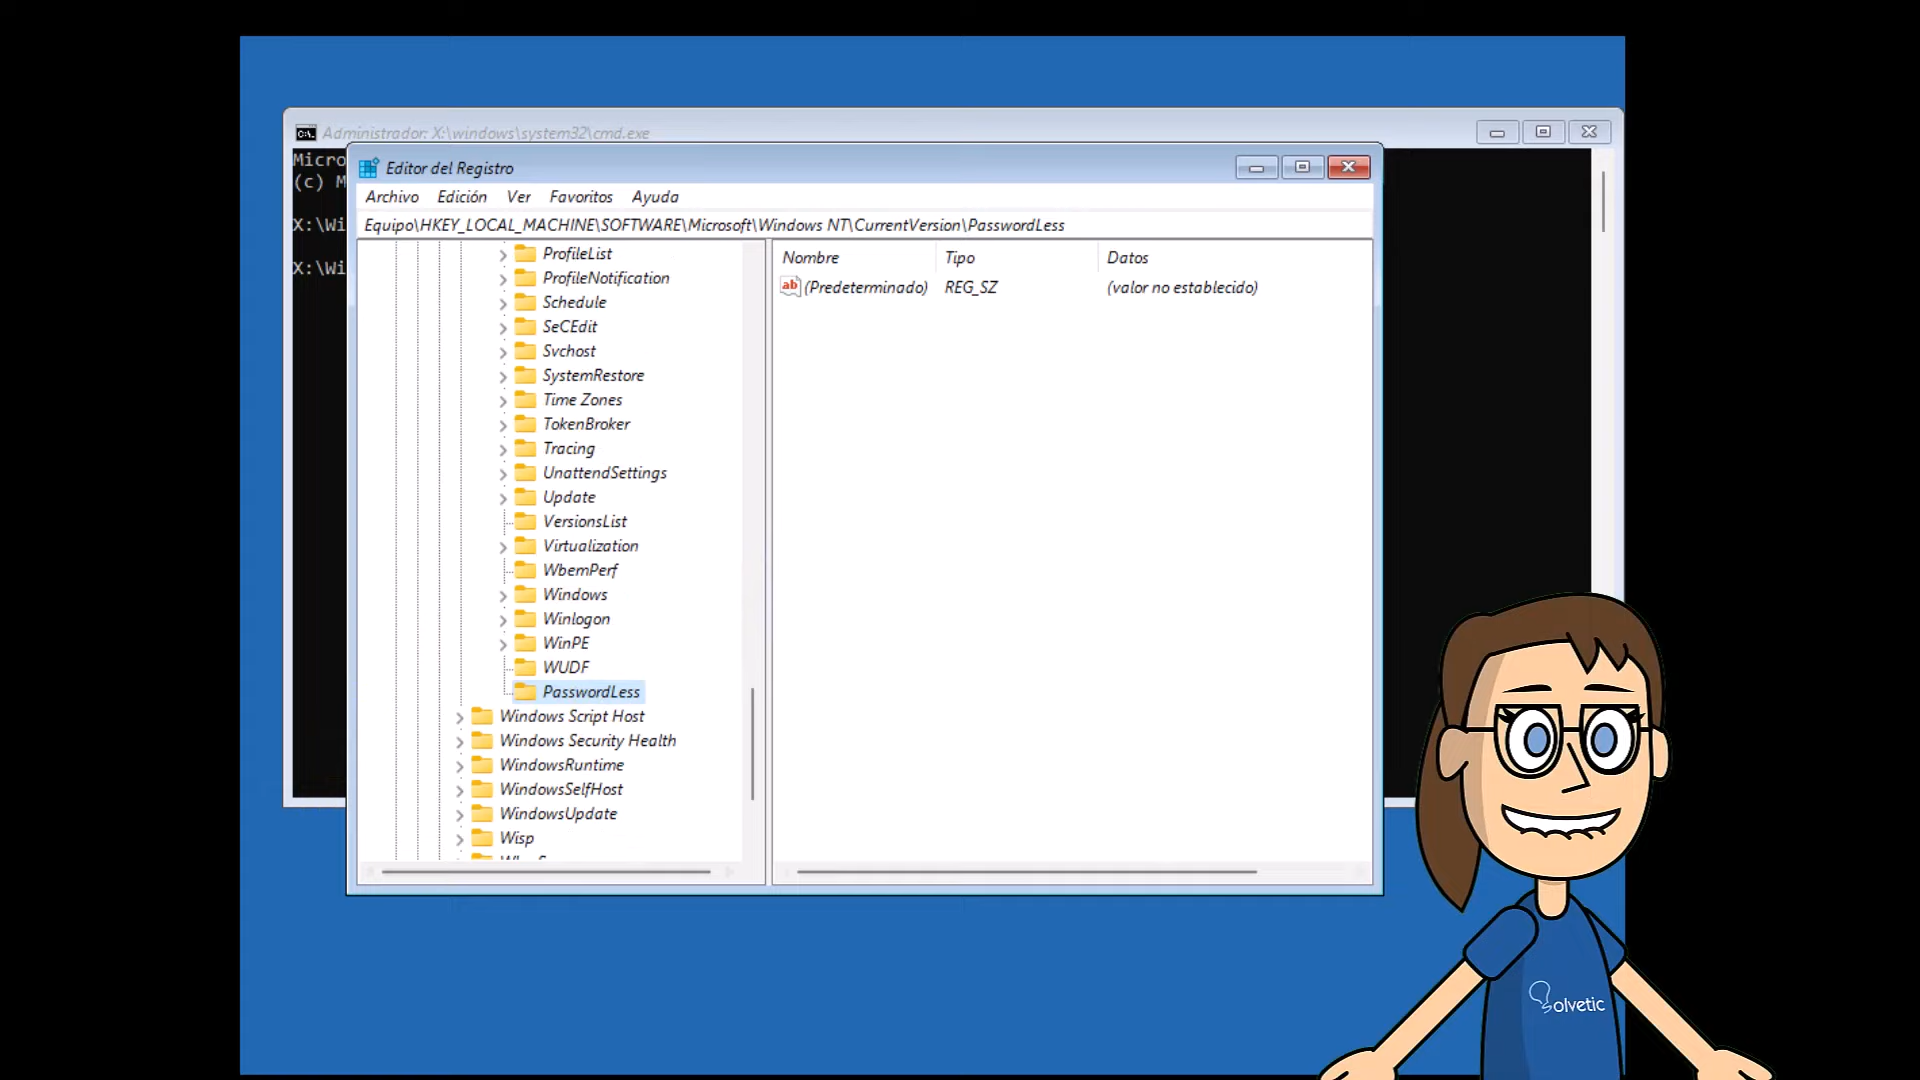 Administrador: X:\windows\system32\cmd.exe
Micro
(c) M
X:\Wi
X:\Wi
Editor del Registro
Archivo Edición Ver Favoritos Ayuda
Equipo\HKEY_LOCAL_MACHINE\SOFTWARE\Microsoft\Windows NT\CurrentVersion\PasswordLess
ProfileList
ProfileNotification
Schedule
SeCEdit
Svchost
SystemRestore
Time Zones
TokenBroker
Tracing
UnattendSettings
Update
VersionsList
Virtualization
WbemPerf
Windows
Winlogon
WinPE
WUDF
PasswordLess
Windows Script Host
Windows Security Health
WindowsRuntime
WindowsSelfHost
WindowsUpdate
Wisp
Nombre Tipo Datos
(Predeterminado) REG_SZ (valor no establecido)
Solvetic